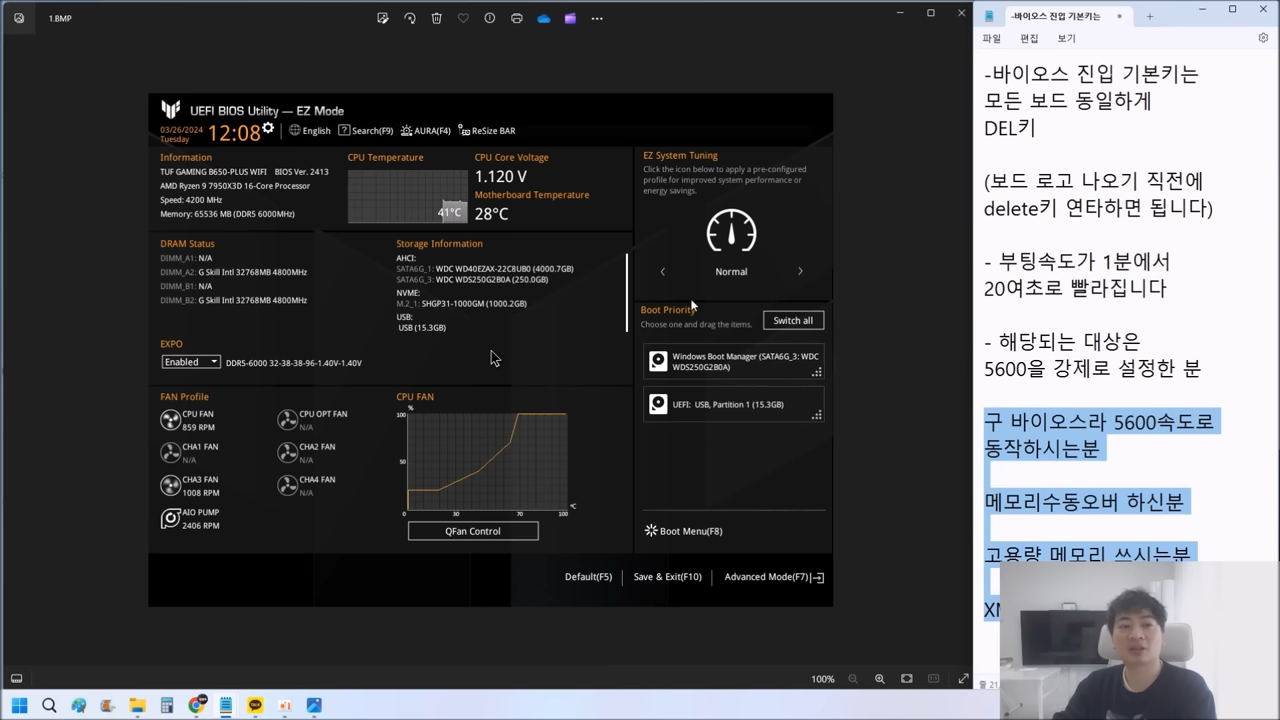 1.BMP
UEFI BIOS Utility — EZ Mode
03/26/2024
Tuesday
12:08
English
Search(F9)
AURA(F4)
ReSize BAR
Information
TUF GAMING B650-PLUS WIFI BIOS Ver. 2413
AMD Ryzen 9 7950X3D 16-Core Processor
Speed: 4200 MHz
Memory: 65536 MB (DDR5 6000MHz)
CPU Temperature
41°C
CPU Core Voltage
1.120 V
Motherboard Temperature
28°C
DRAM Status
DIMM_A1: N/A
DIMM_A2: G Skill Intl 32768MB 4800MHz
DIMM_B1: N/A
DIMM_B2: G Skill Intl 32768MB 4800MHz
Storage Information
AHCI:
SATA6G_1: WDC WD40EZAX-22C8UB0 (4000.7GB)
SATA6G_3: WDC WDS250G2B0A (250.0GB)
NVME:
M.2_1: SHGP31-1000GM (1000.2GB)
USB:
USB (15.3GB)
EXPO
Enabled
DDR5-6000 32-38-38-96-1.40V-1.40V
FAN Profile
CPU FAN
859 RPM
CPU OPT FAN
N/A
CHA1 FAN
N/A
CHA2 FAN
N/A
CHA3 FAN
1008 RPM
CHA4 FAN
N/A
AIO PUMP
2406 RPM
CPU FAN
%
100
50
0
30
70
100
°C
QFan Control
EZ System Tuning
Click the icon below to apply a pre-configured
profile for improved system performance or
energy savings.
Normal
Boot Priority
Choose one and drag the items.
Switch all
Windows Boot Manager (SATA6G_3: WDC
WDS250G2B0A)
UEFI: USB, Partition 1 (15.3GB)
Boot Menu(F8)
Default(F5)
Save & Exit(F10)
Advanced Mode(F7)
100%
-바이오스 진입 기본키는
파일
편집
보기
-바이오스 진입 기본키는
모든 보드 동일하게
DEL키
(보드 로고 나오기 직전에
delete키 연타하면 됩니다)
- 부팅속도가 1분에서
20여초로 빨라집니다
- 해당되는 대상은
5600을 강제로 설정한 분
구 바이오스라 5600속도로
동작하시는분
메모리수동오버 하신분
고용량 메모리 쓰시는분